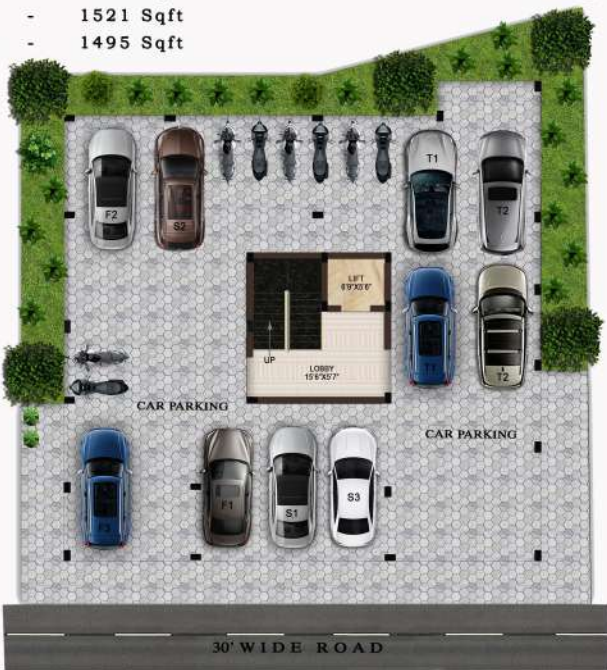 - 1521 Sqft
- 1495 Sqft
T1
F2
S2
T2
LIFT
6'9"X5'6"
UP
LOBBY
15'6"X5'7"
T1
T2
CAR PARKING
CAR PARKING
F3
F1
S1
S3
30' WIDE ROAD